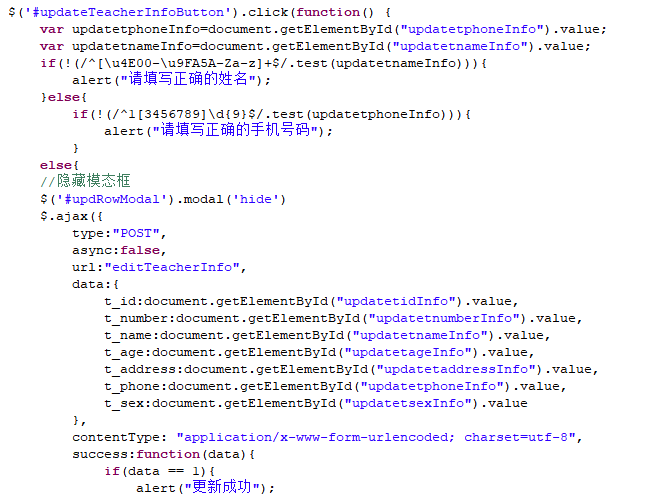 $('#updateTeacherInfoButton').click(function() {
    var updatetphoneInfo=document.getElementById("updatetphoneInfo").value;
    var updatetnameInfo=document.getElementById("updatetnameInfo").value;
    if(!(/^[\u4E00-\u9FA5A-Za-z]+$/.test(updatetnameInfo))){
        alert("请填写正确的姓名");
    }else{
        if(!(/^1[3456789]\d{9}$/.test(updatetphoneInfo))){
            alert("请填写正确的手机号码");
        }
    else{
    //隐藏模态框
    $('#updRowModal').modal('hide')
    $.ajax({
        type:"POST",
        async:false,
        url:"editTeacherInfo",
        data:{
            t_id:document.getElementById("updatetidInfo").value,
            t_number:document.getElementById("updatetnumberInfo").value,
            t_name:document.getElementById("updatetnameInfo").value,
            t_age:document.getElementById("updatetageInfo").value,
            t_address:document.getElementById("updatetaddressInfo").value,
            t_phone:document.getElementById("updatetphoneInfo").value,
            t_sex:document.getElementById("updatetsexInfo").value
        },
        contentType: "application/x-www-form-urlencoded; charset=utf-8",
        success:function(data){
            if(data == 1){
                alert("更新成功");